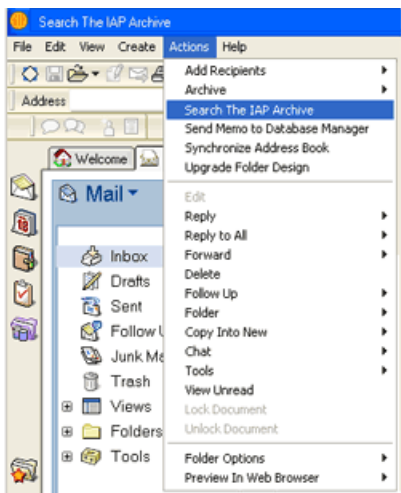 Search The IAP Archive
File Edit View Create Actions Help
Address
Welcome
Mail
Inbox
Drafts
Sent
Follow U
Junk Ma
Trash
Views
Folders
Tools
Add Recipients
Archive
Search The IAP Archive
Send Memo to Database Manager
Synchronize Address Book
Upgrade Folder Design
Edit
Reply
Reply to All
Forward
Delete
Follow Up
Folder
Copy Into New
Chat
Tools
View Unread
Lock Document
Unlock Document
Folder Options
Preview In Web Browser